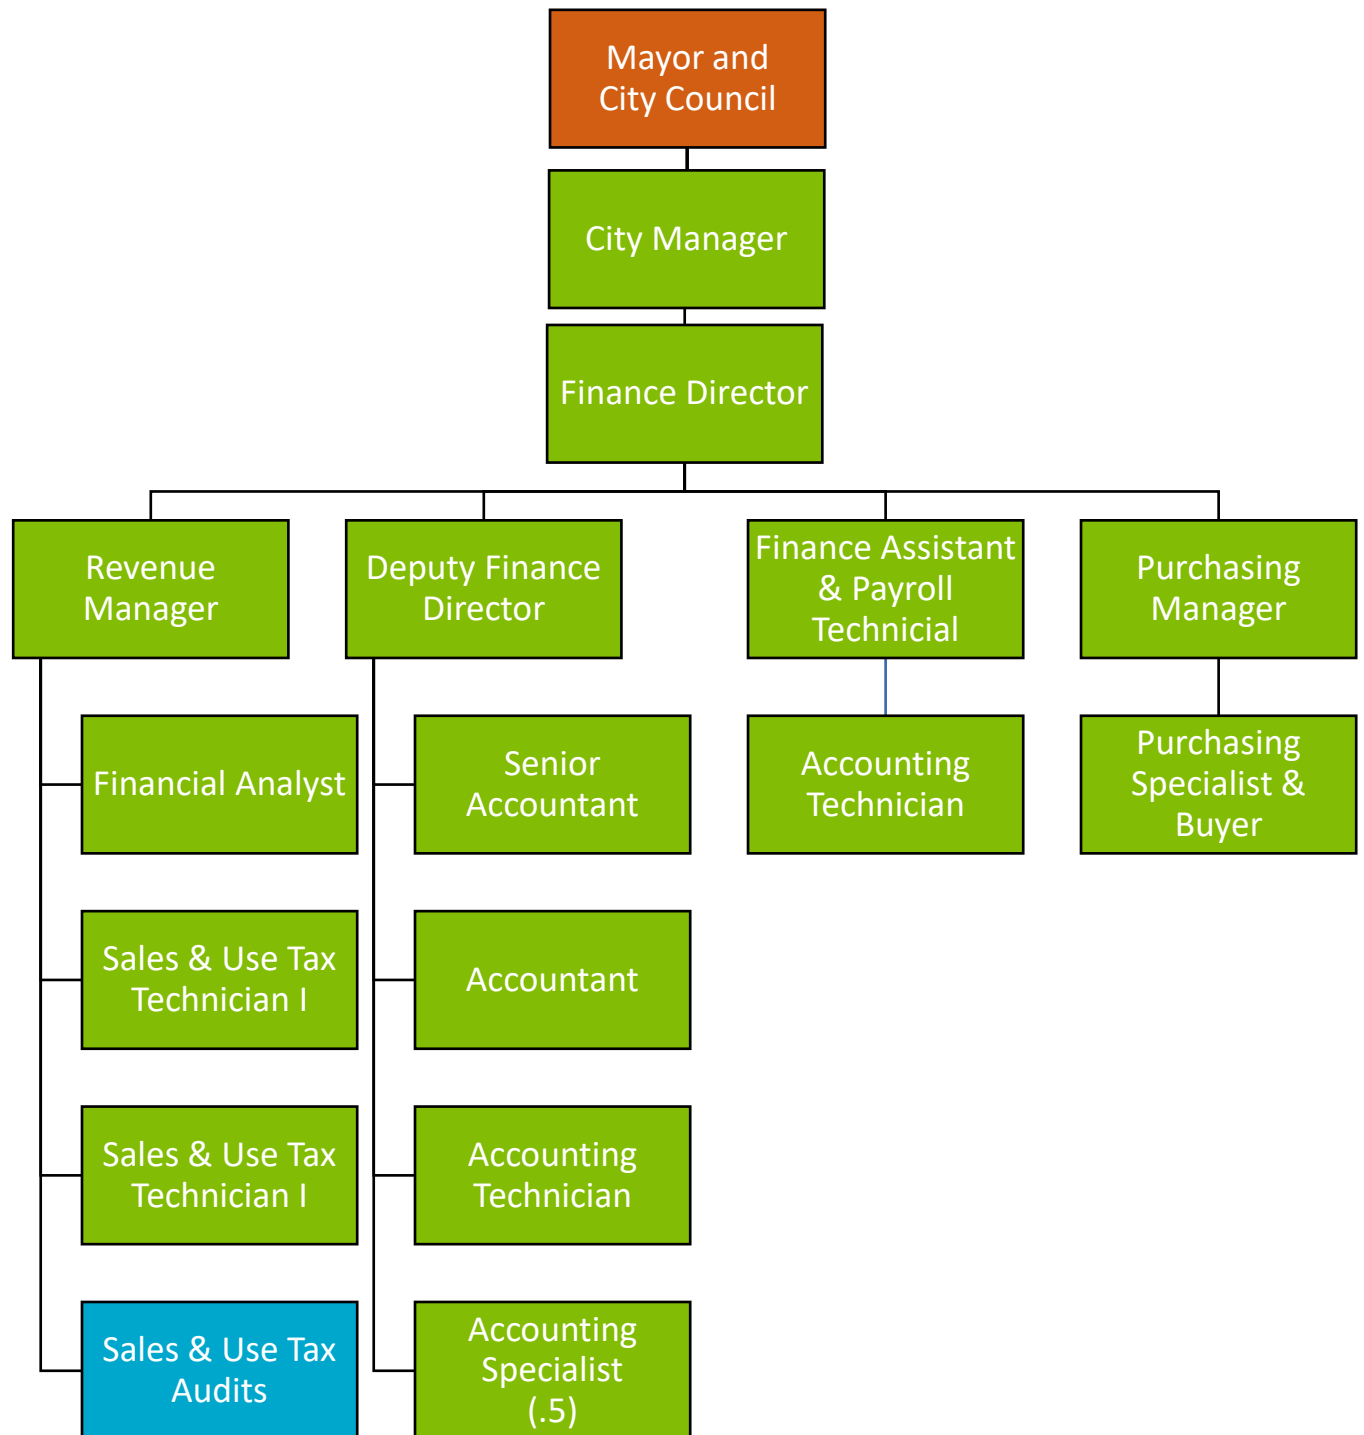 Mayor and
City Council
City Manager
Finance Director
Revenue
Manager
Deputy Finance
Director
Finance Assistant
& Payroll
Technicial
Purchasing
Manager
Financial Analyst
Senior
Accountant
Accounting
Technician
Purchasing
Specialist &
Buyer
Sales & Use Tax
Technician I
Accountant
Sales & Use Tax
Technician I
Accounting
Technician
Sales & Use Tax
Audits
Accounting
Specialist
(.5)